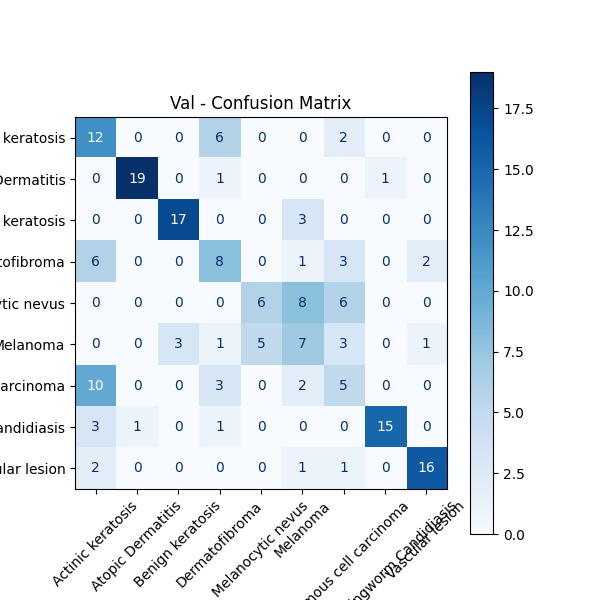 Val - Confusion Matrix
keratosis 12 0 0 6 0 0 2 0 0
Dermatitis 0 19 0 1 0 0 0 1 0
keratosis 0 0 17 0 0 3 0 0 0
tofibroma 6 0 0 8 0 1 3 0 2
tic nevus 0 0 0 0 6 8 6 0 0
Melanoma 0 0 3 1 5 7 3 0 1
arcinoma 10 0 0 3 0 2 5 0 0
andidiasis 3 1 0 1 0 0 0 15 0
ular lesion 2 0 0 0 0 1 1 0 16
Actinic keratosis
Atopic Dermatitis
Benign keratosis
Dermatofibroma
Melanocytic nevus
Melanoma
mous cell carcinoma
ngworm Candidiasis
Vascular lesion
17.5
15.0
12.5
10.0
7.5
5.0
2.5
0.0